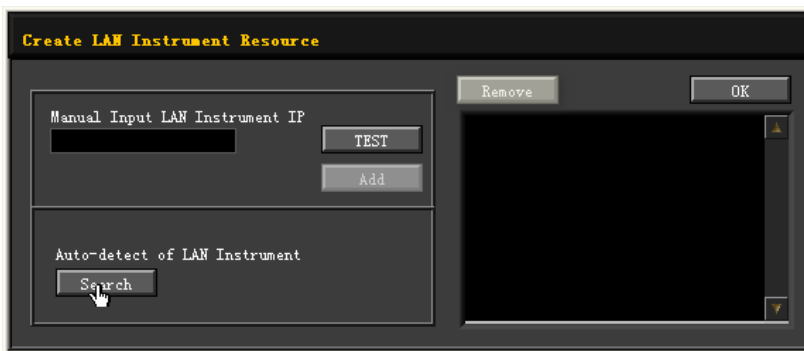 Create LAN Instrument Resource
Remove
OK
Manual Input LAN Instrument IP
TEST
Add
Auto-detect of LAN Instrument
Search